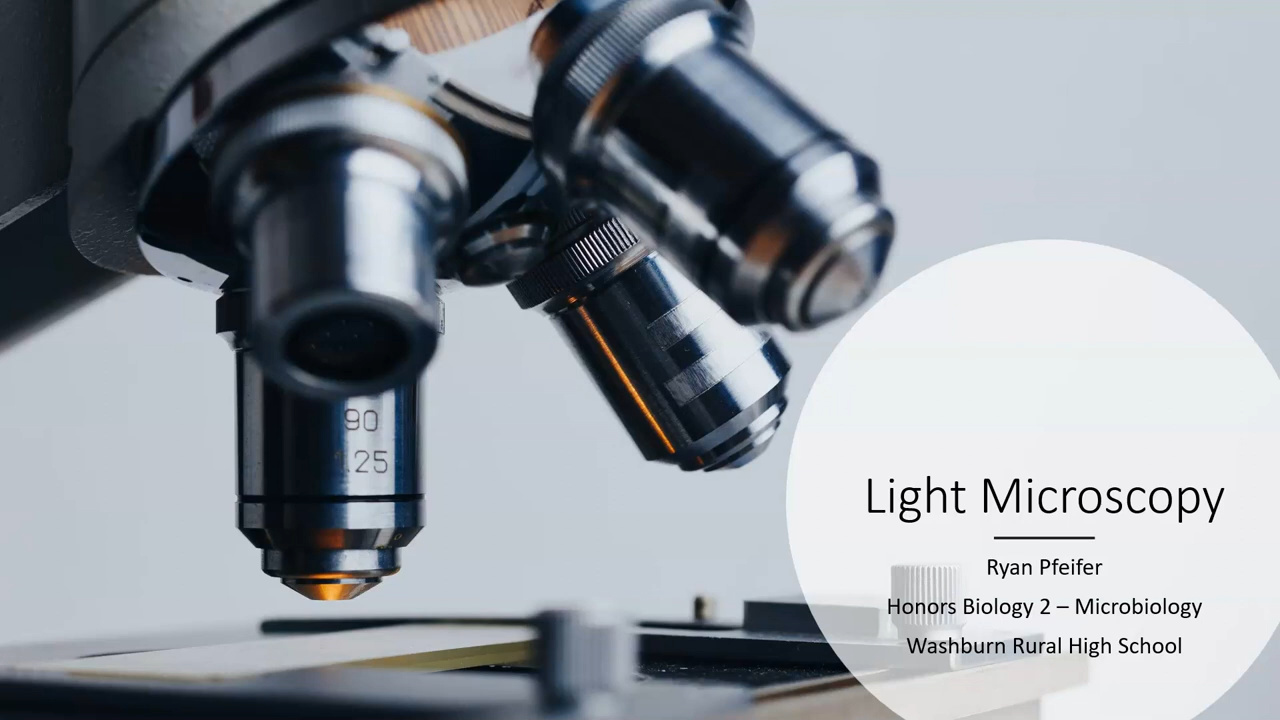 90
125
Light Microscopy
Ryan Pfeifer
Honors Biology 2 – Microbiology
Washburn Rural High School